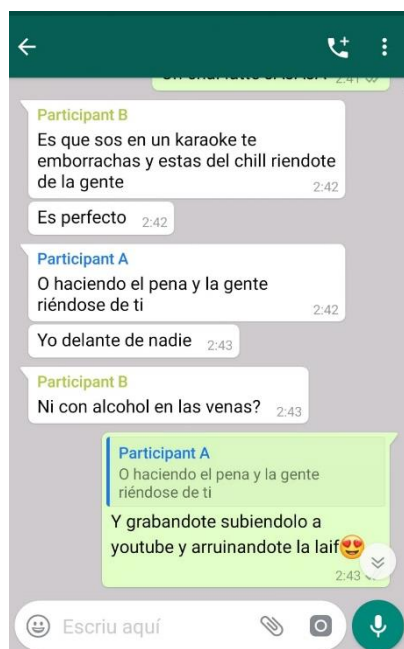 2:41
Participant B
Es que sos en un karaoke te
emborrachas y estas del chill riendote
de la gente
2:42
Es perfecto 2:42
Participant A
O haciendo el pena y la gente
riéndose de ti
2:42
Yo delante de nadie 2:43
Participant B
Ni con alcohol en las venas? 2:43
Participant A
O haciendo el pena y la gente
riéndose de ti
Y grabandote subiendolo a
youtube y arruinandote la laif😍
2:43
Escriu aquí